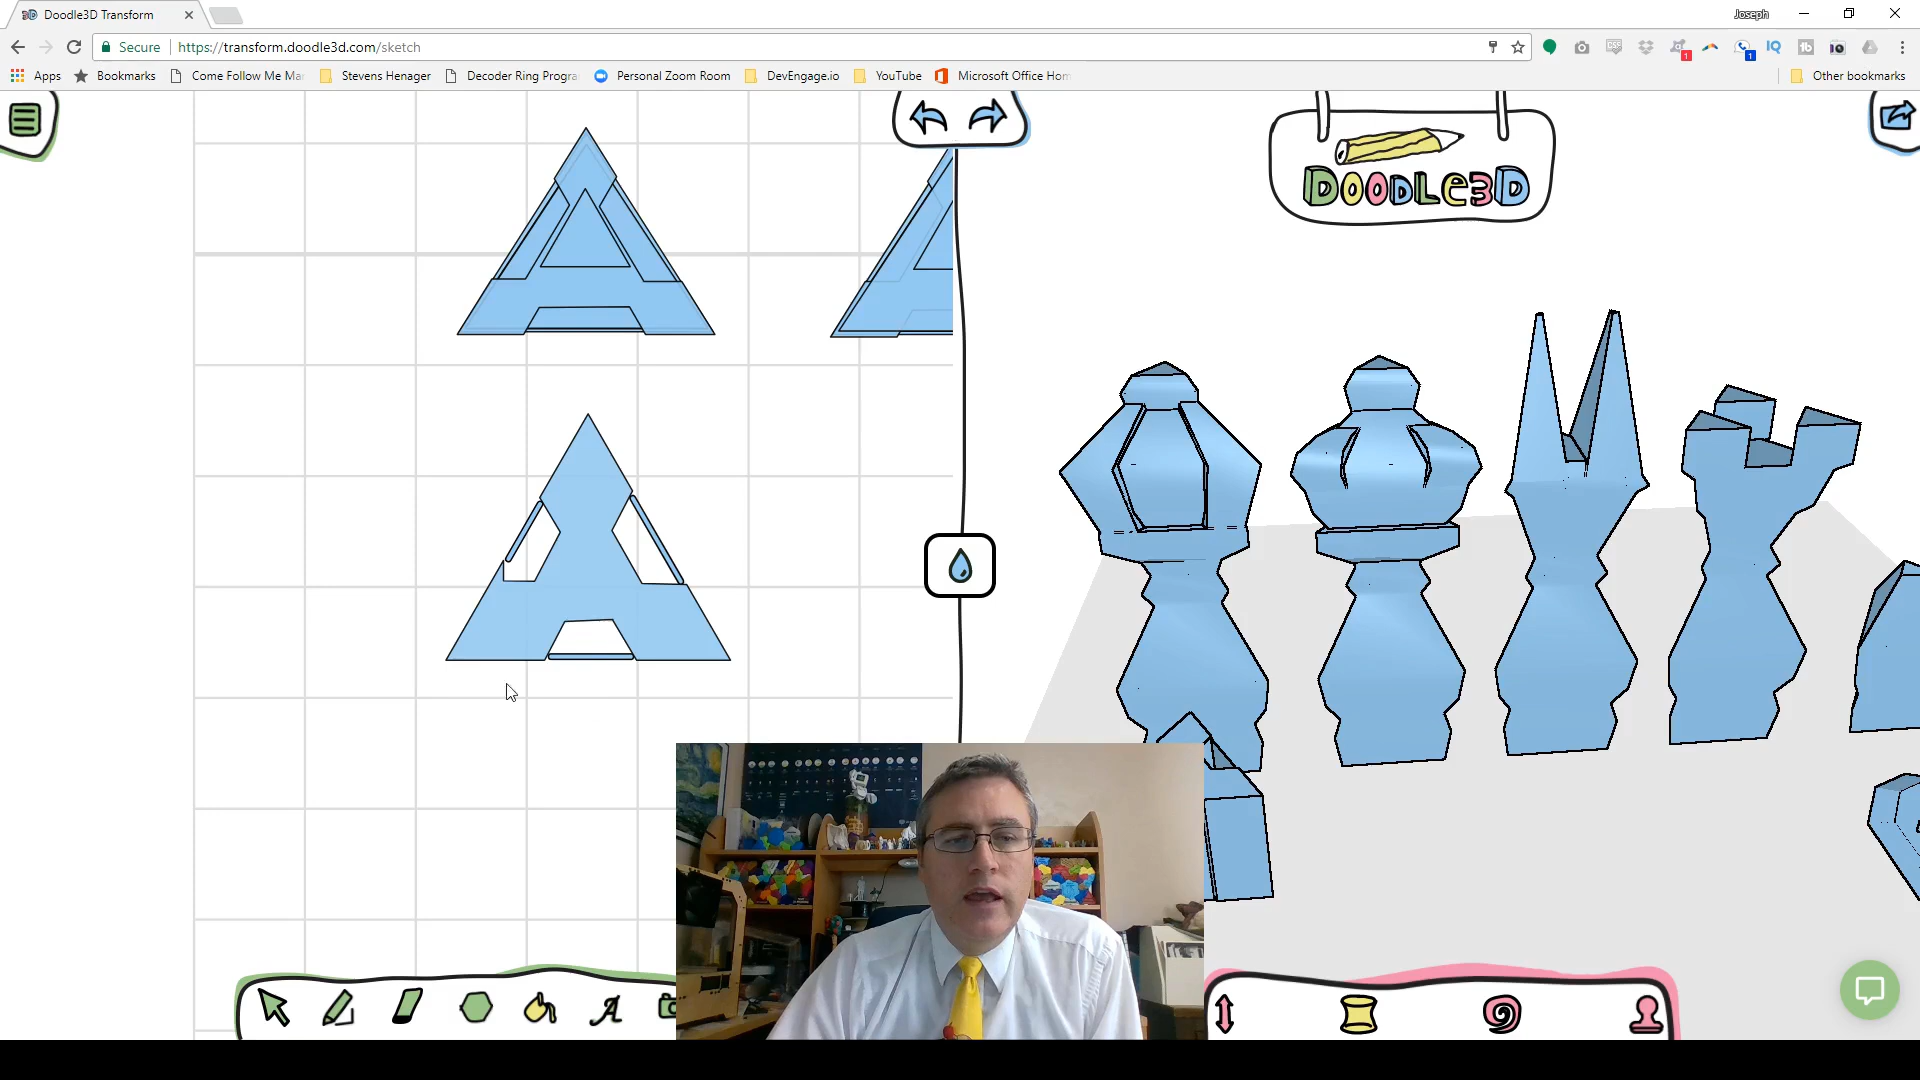 Doodle3D Transform
Joseph
Secure https://transform.doodle3d.com/sketch
Apps Bookmarks Come Follow Me Ma Stevens Henager Decoder Ring Progra Personal Zoom Room DevEngage.io YouTube Microsoft Office Hom Other bookmarks
DOODLE3D